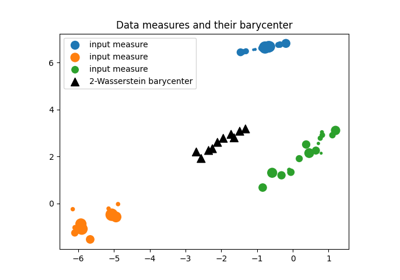 Data measures and their barycenter
input measure
input measure
input measure
2-Wasserstein barycenter
6
4
2
0
−6 −5 −4 −3 −2 −1 0 1